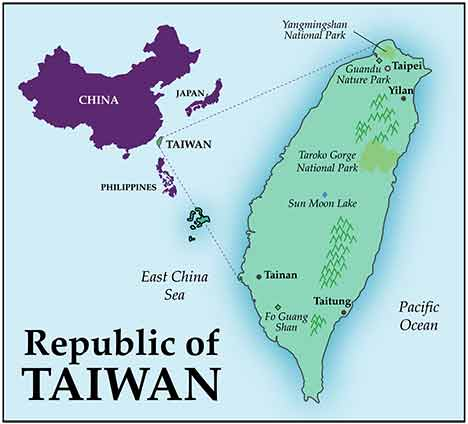 Yangmingshan
National Park
Guandu
Nature Park
Taipei
Yilan
CHINA
JAPAN
TAIWAN
PHILIPPINES
Taroko Gorge
National Park
Sun Moon Lake
East China
Sea
Tainan
Taitung
Fo Guang
Shan
Pacific
Ocean
Republic of
TAIWAN